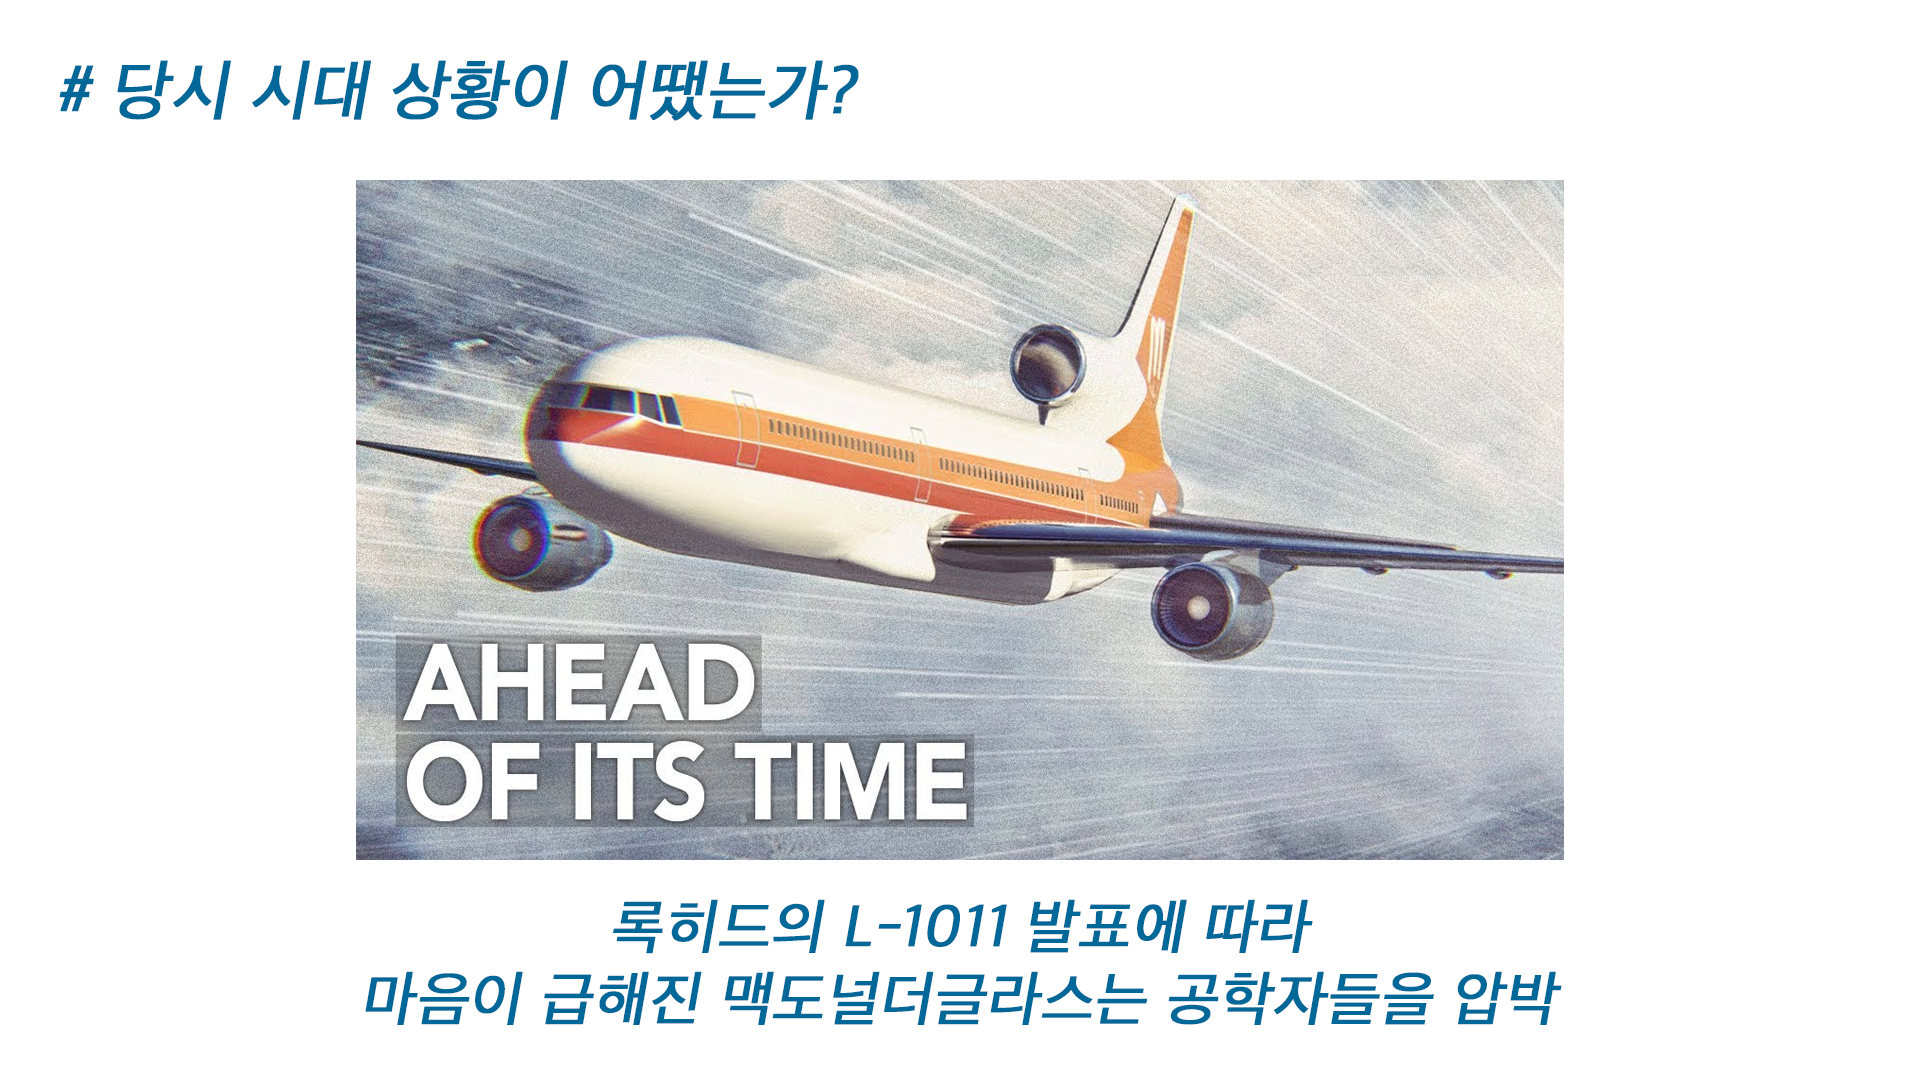 # 당시 시대 상황이 어땠는가?
AHEAD
OF ITS TIME
록히드의 L-1011 발표에 따라
마음이 급해진 맥도널더글라스는 공학자들을 압박